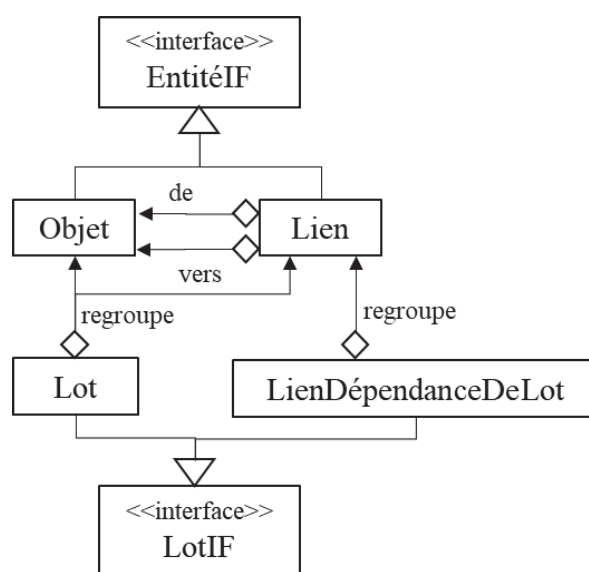 <<interface>>
EntitéIF
de
Objet
Lien
vers
regroupe
regroupe
Lot
LienDépendanceDeLot
<<interface>>
LotIF